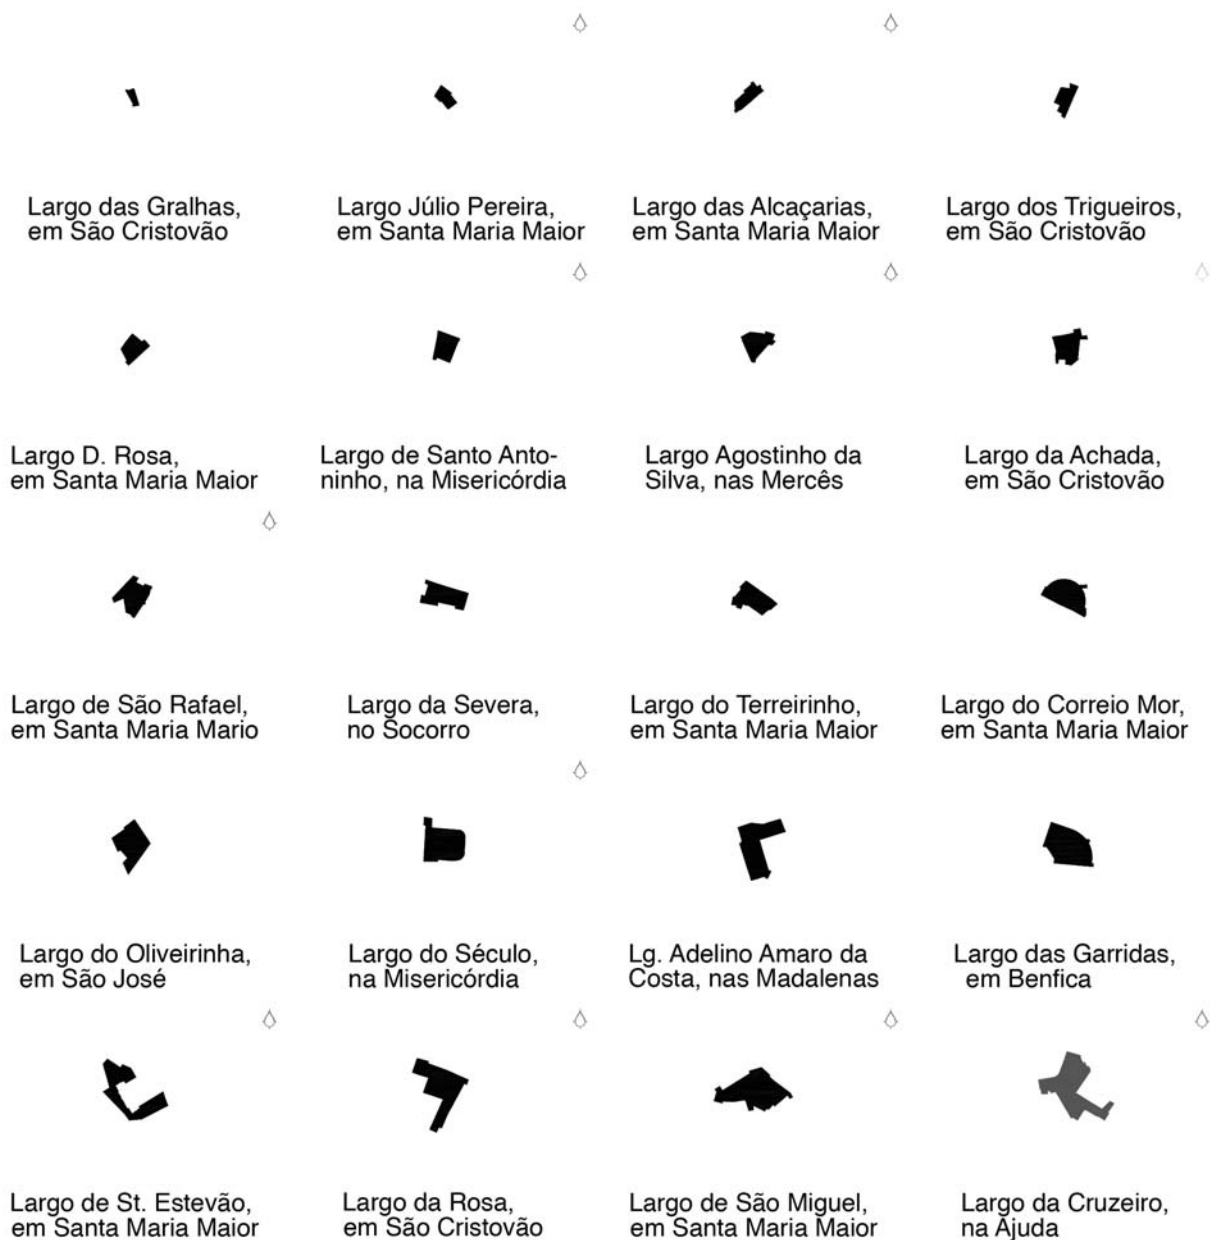 Largo das Gralhas,
em São Cristovão
Largo Júlio Pereira,
em Santa Maria Maior
Largo das Alcaçarias,
em Santa Maria Maior
Largo dos Trigueiros,
em São Cristovão
Largo D. Rosa,
em Santa Maria Maior
Largo de Santo Anto-
ninho, na Misericórdia
Largo Agostinho da
Silva, nas Mercês
Largo da Achada,
em São Cristovão
Largo de São Rafael,
em Santa Maria Mario
Largo da Severa,
no Socorro
Largo do Terreirinho,
em Santa Maria Maior
Largo do Correio Mor,
em Santa Maria Maior
Largo do Oliveirinha,
em São José
Largo do Século,
na Misericórdia
Lg. Adelino Amaro da
Costa, nas Madalenas
Largo das Garridas,
em Benfica
Largo de St. Estevão,
em Santa Maria Maior
Largo da Rosa,
em São Cristovão
Largo de São Miguel,
em Santa Maria Maior
Largo da Cruzeiro,
na Ajuda